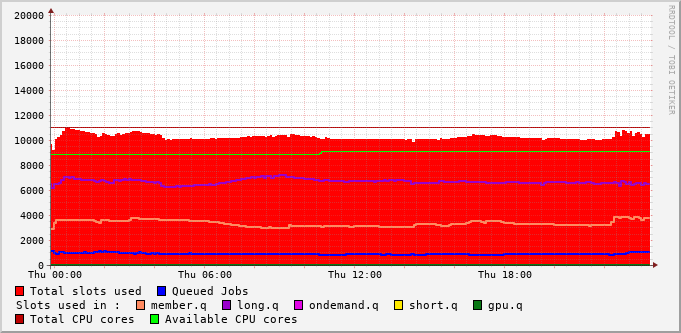 20000
18000
16000
14000
12000
10000
8000
6000
4000
2000
0
Thu 00:00 Thu 06:00 Thu 12:00 Thu 18:00
Total slots used Queued Jobs
Slots used in : member.q long.q ondemand.q short.q gpu.q
Total CPU cores Available CPU cores
RRDTOOL / TOBI OETIKER